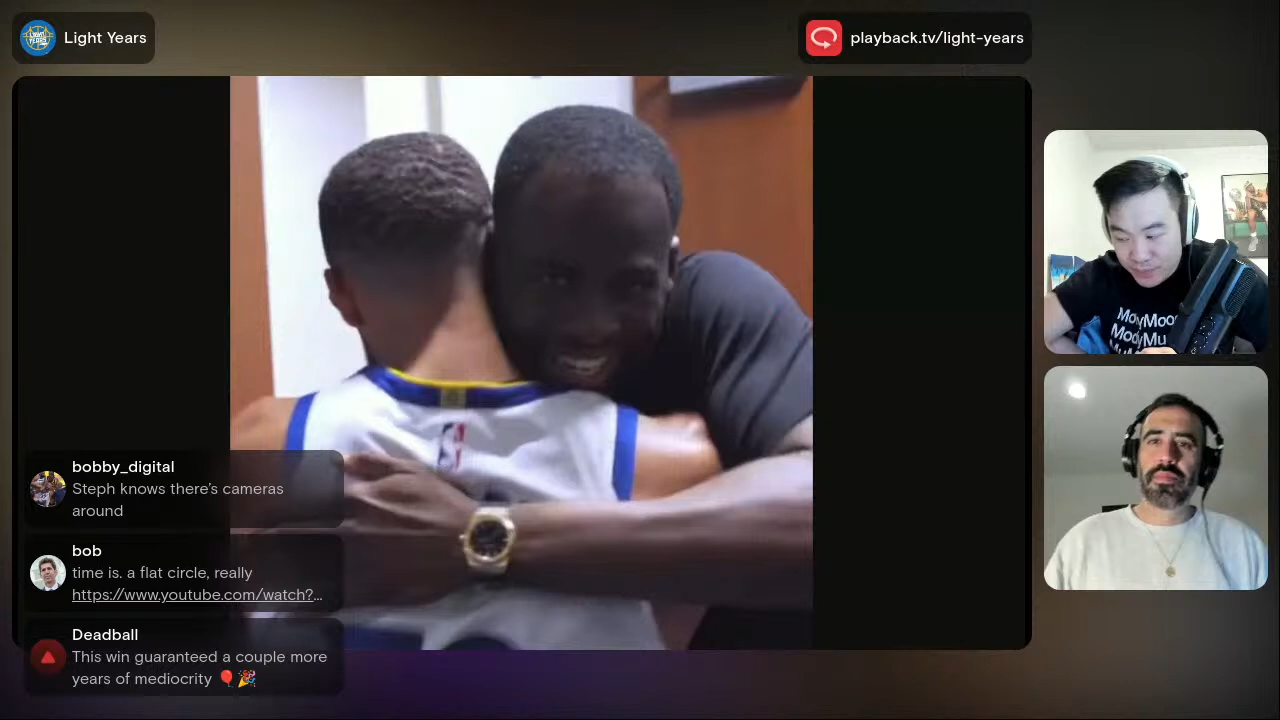 Light Years
playback.tv/light-years
bobby_digital
Steph knows there's cameras
around
bob
time is. a flat circle, really
https://www.youtube.com/watch?...
Deadball
This win guaranteed a couple more
years of mediocrity 🎈🎉